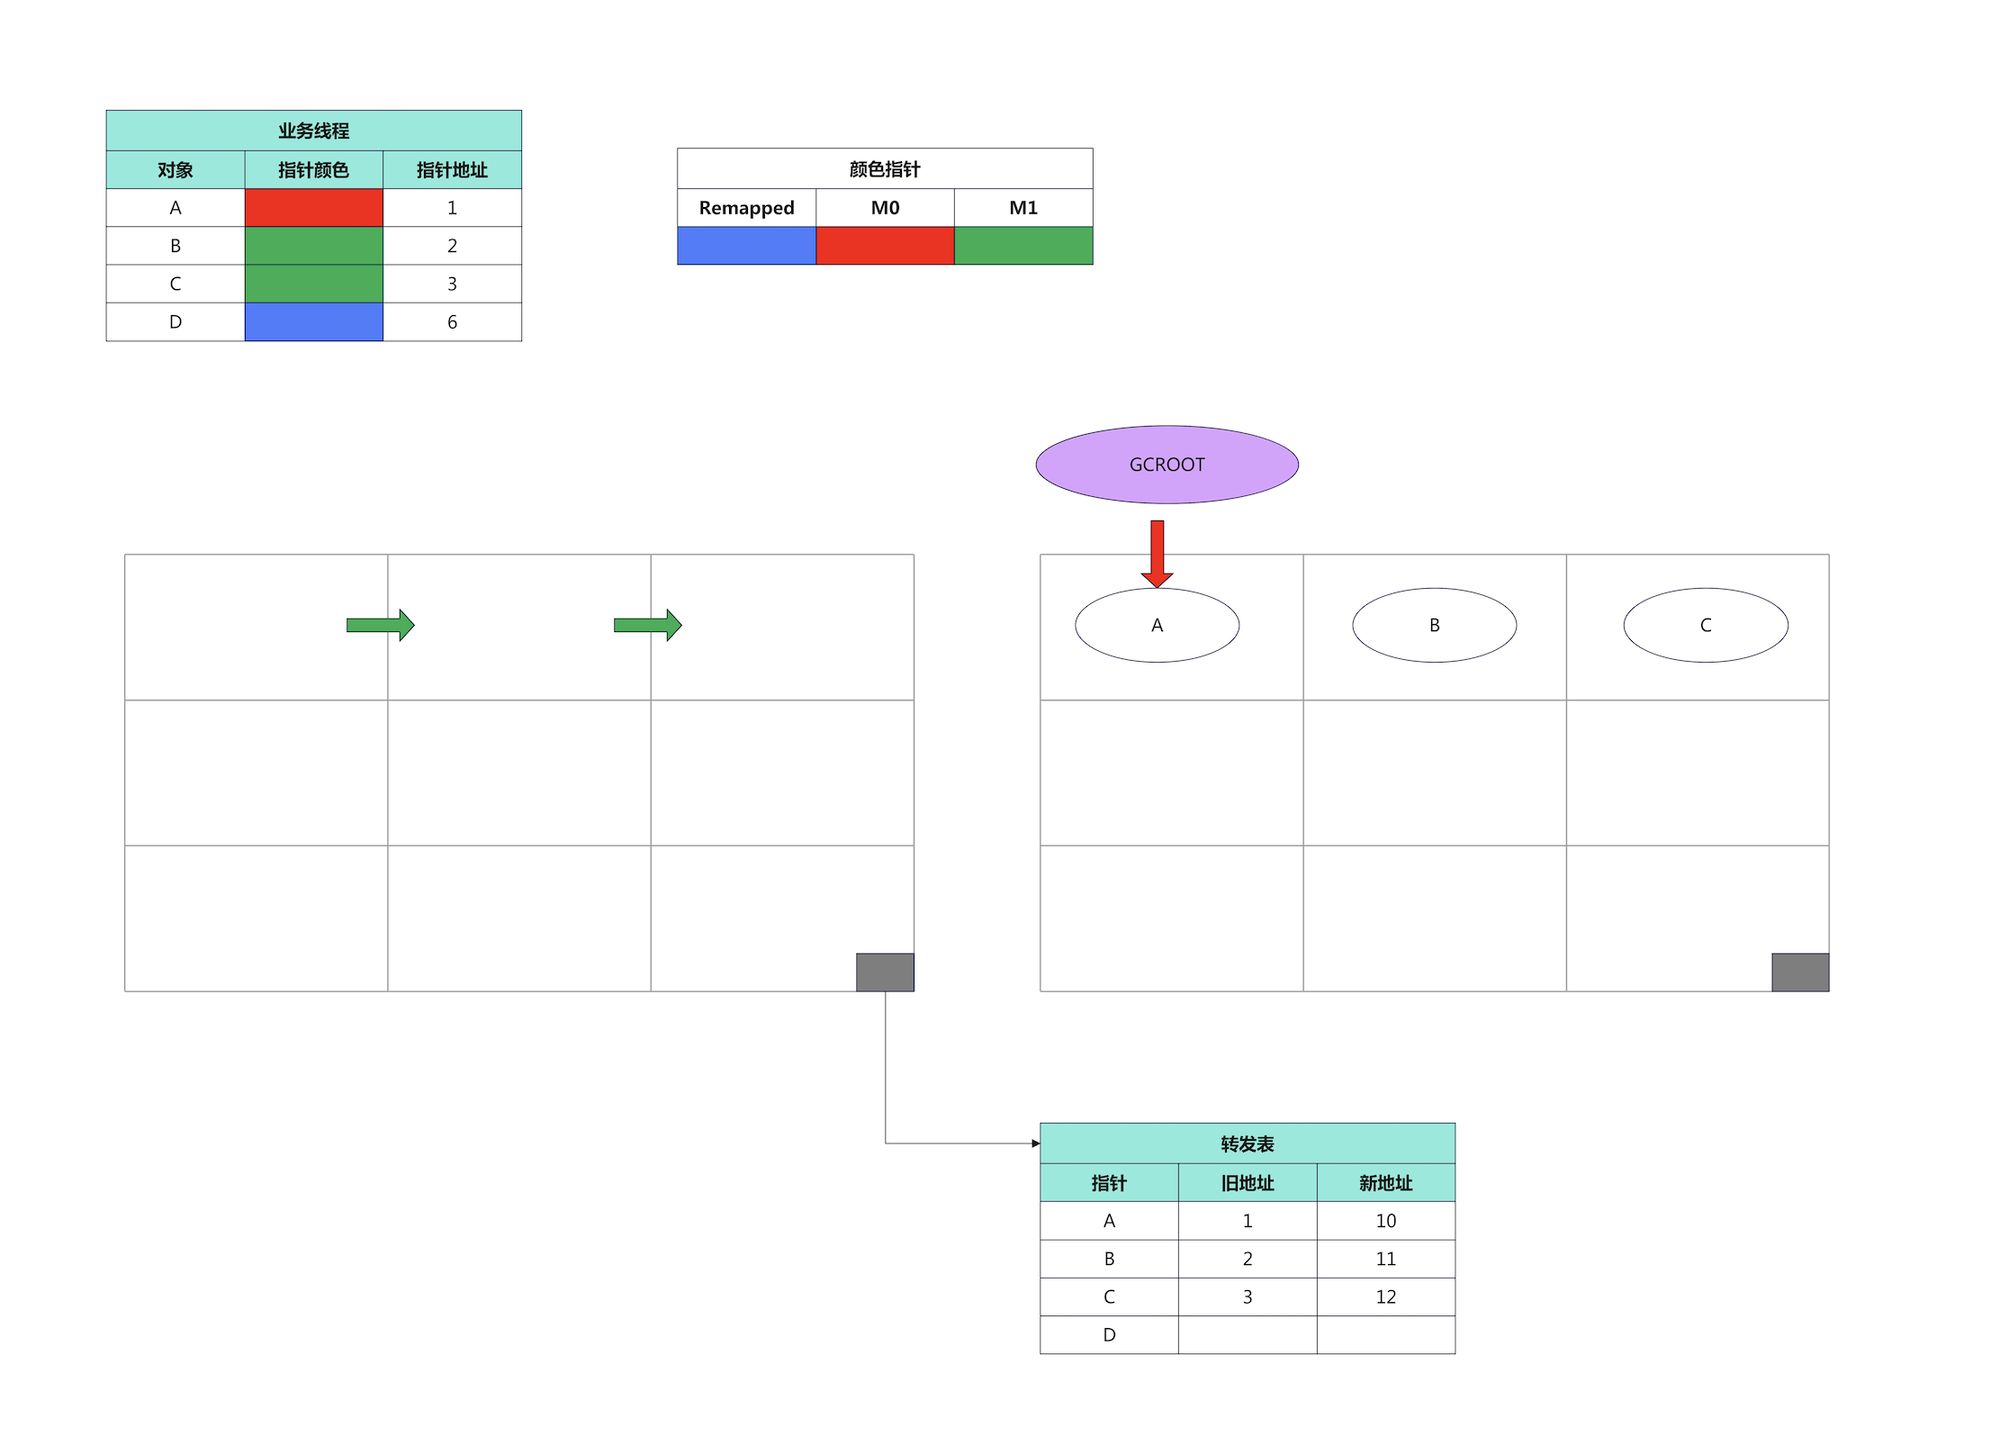 业务线程
对象 指针颜色 指针地址
A 1
B 2
C 3
D 6
颜色指针
Remapped M0 M1
GCROOT
A B C
转发表
指针 旧地址 新地址
A 1 10
B 2 11
C 3 12
D